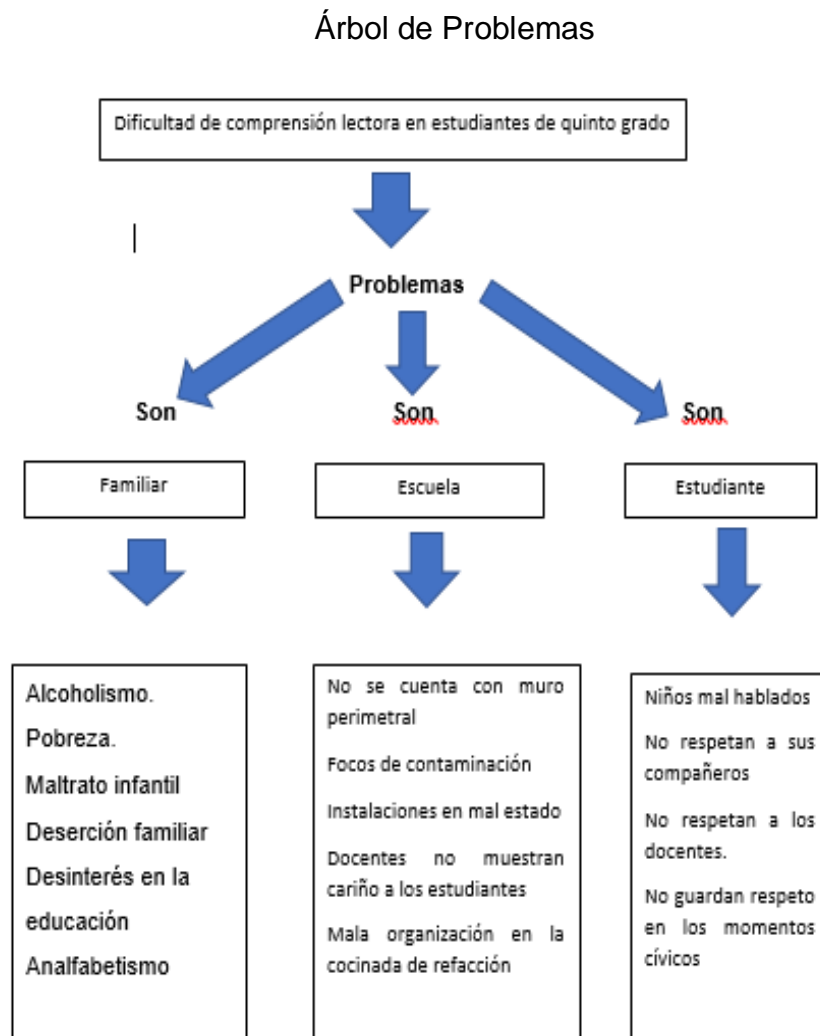 Árbol de Problemas
Dificultad de comprensión lectora en estudiantes de quinto grado
Problemas
Son
Son
Son
Familiar
Escuela
Estudiante
Alcoholismo.
Pobreza.
Maltrato infantil
Deserción familiar
Desinterés en la
educación
Analfabetismo
No se cuenta con muro
perimetral
Focos de contaminación
Instalaciones en mal estado
Docentes no muestran
cariño a los estudiantes
Mala organización en la
cocinada de refacción
Niños mal hablados
No respetan a sus
compañeros
No respetan a los
docentes.
No guardan respeto
en los momentos
cívicos